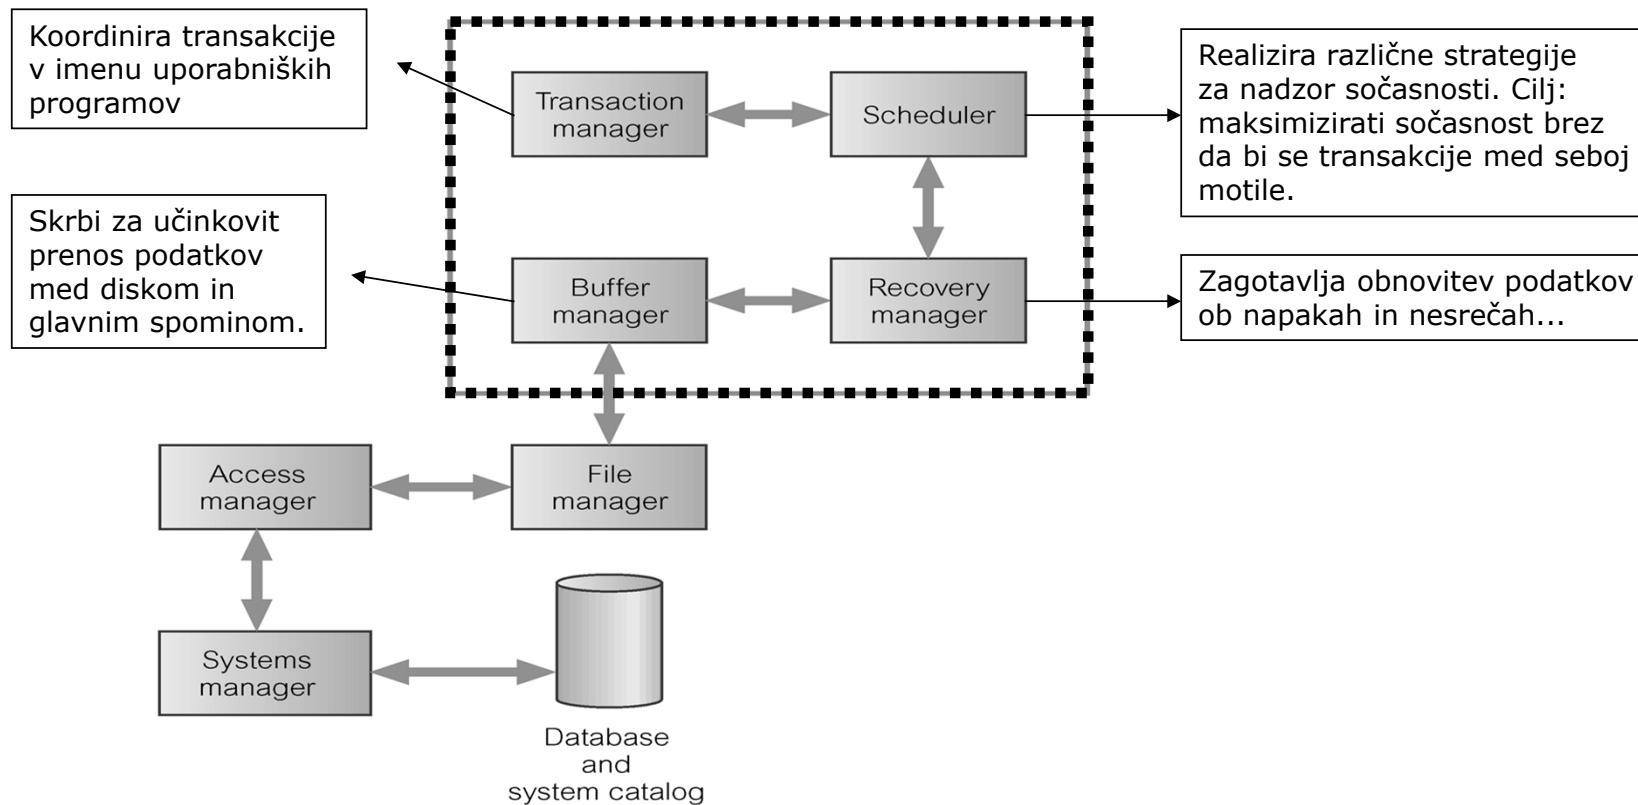 Koordinira transakcije
v imenu uporabniških
programov
Transaction
manager
Scheduler
Realizira različne strategije
za nadzor sočasnosti. Cilj:
maksimizirati sočasnost brez
da bi se transakcije med seboj
motile.
Skrbi za učinkovit
prenos podatkov
med diskom in
glavnim spominom.
Buffer
manager
Recovery
manager
Zagotavlja obnovitev podatkov
ob napakah in nesrečah...
Access
manager
File
manager
Systems
manager
Database
and
system catalog